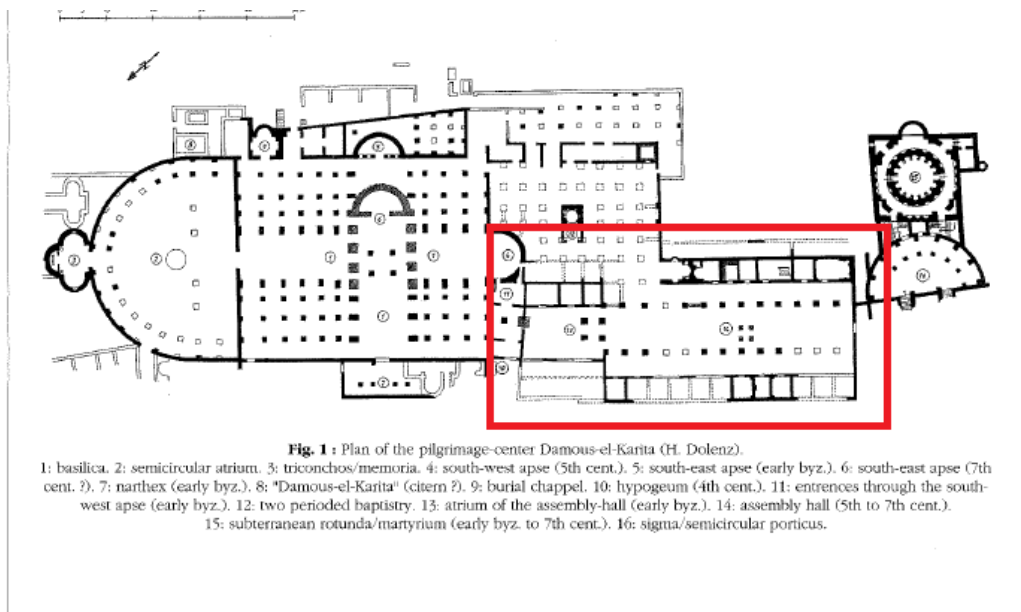 Fig. 1 : Plan of the pilgrimage-center Damous-el-Karita (H. Dolenz).
1: basilica. 2: semicircular atrium. 3: triconchos/memoria. 4: south-west apse (5th cent.). 5: south-east apse (early byz.). 6: south-east apse (7th
cent. ?). 7: narthex (early byz.). 8: "Damous-el-Karita" (citern ?). 9: burial chappel. 10: hypogeum (4th cent.). 11: entrences through the south-
west apse (early byz.). 12: two perioded baptistry. 13: atrium of the assembly-hall (early byz.). 14: assembly hall (5th to 7th cent.).
15: subterranean rotunda/martyrium (early byz. to 7th cent.). 16: sigma/semicircular porticus.